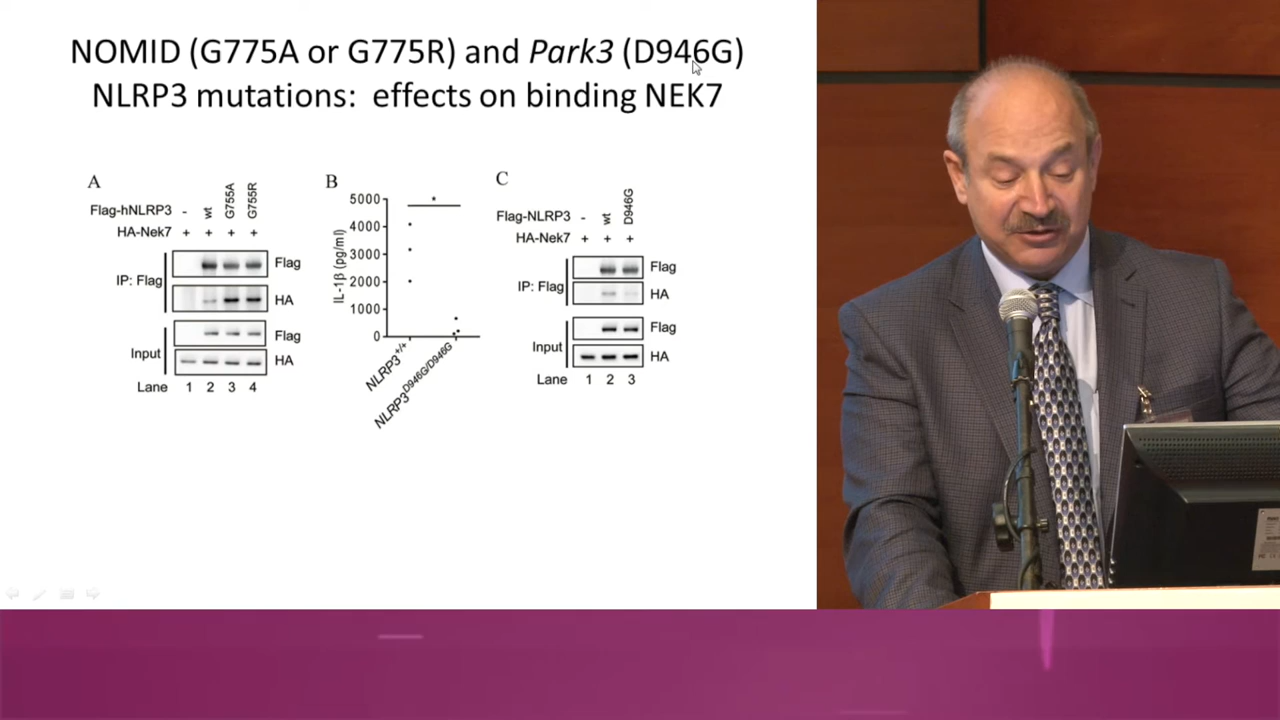 NOMID (G775A or G775R) and Park3 (D946G)
NLRP3 mutations: effects on binding NEK7
A
Flag-hNLRP3 - wt G755A G755R
HA-Nek7 + + + +
IP: Flag
Flag
HA
Input
Flag
HA
Lane 1 2 3 4
B
IL-1β (pg/ml)
5000
4000
3000
2000
1000
0
*
NLRP3+/+
NLRP3D946G/D946G
C
Flag-NLRP3 - wt D946G
HA-Nek7 + + +
IP: Flag
Flag
HA
Input
Flag
HA
Lane 1 2 3